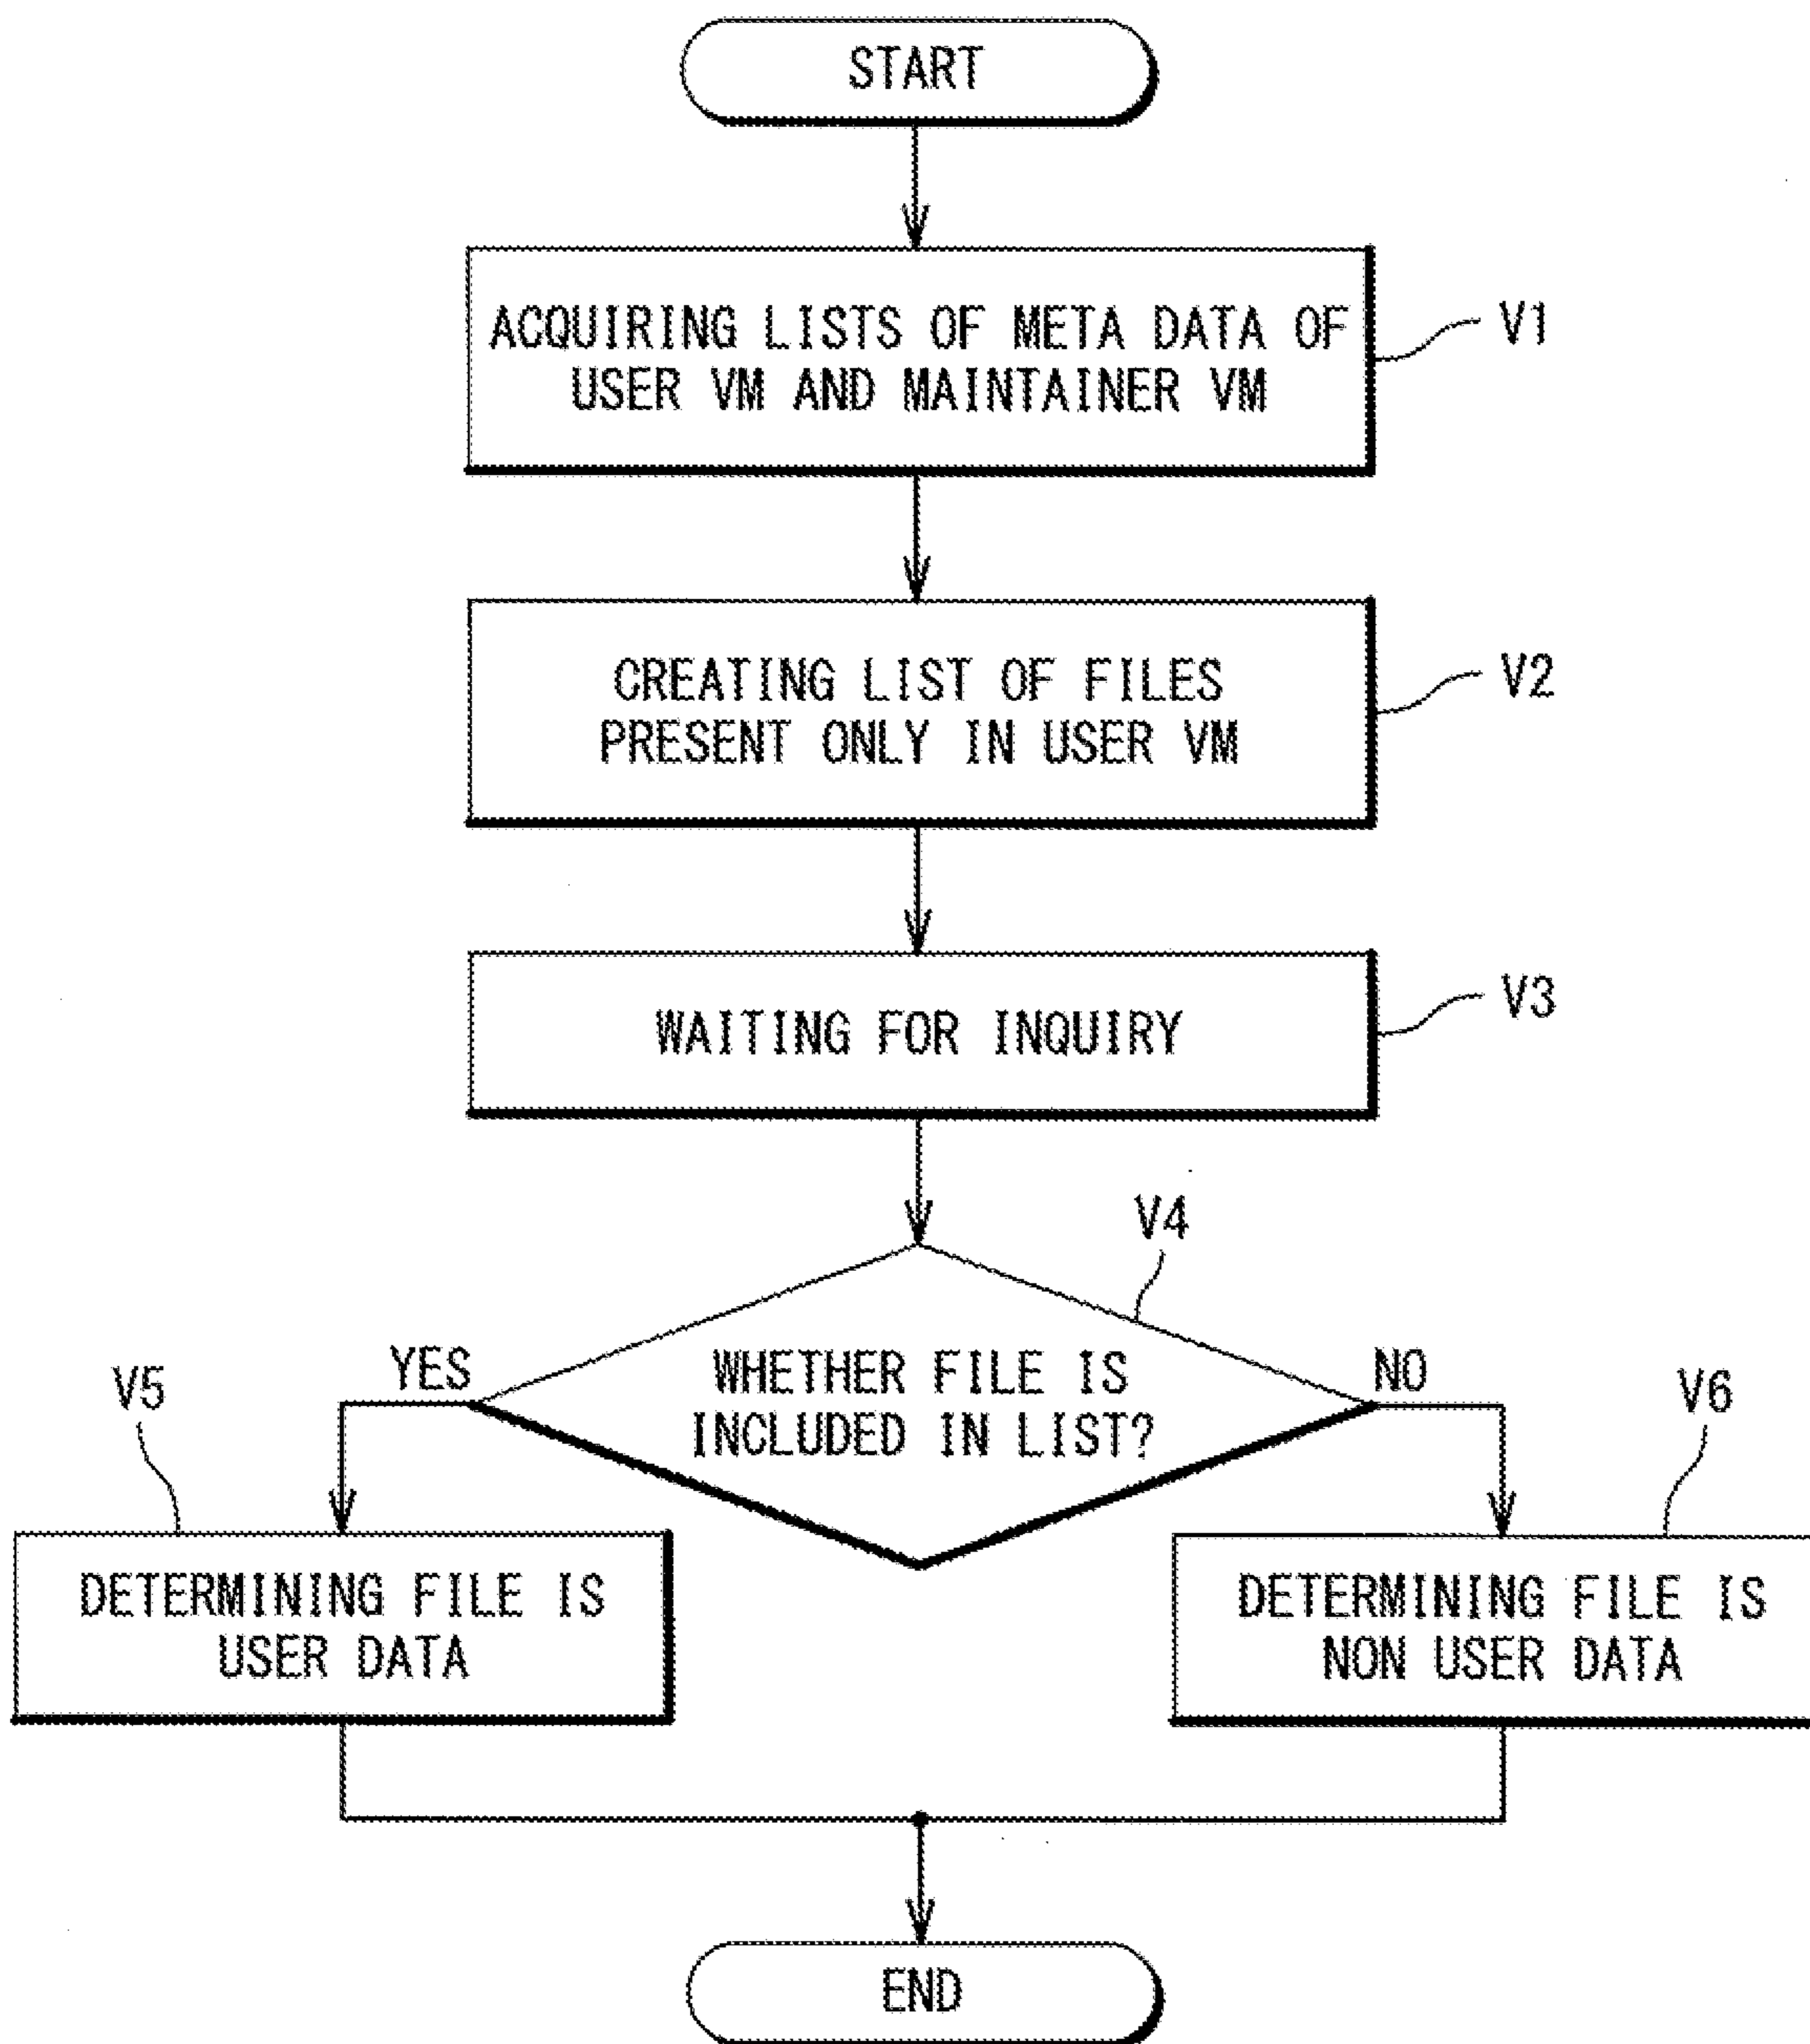 START
ACQUIRING LISTS OF META DATA OF
USER VM AND MAINTAINER VM
V1
CREATING LIST OF FILES
PRESENT ONLY IN USER VM
V2
WAITING FOR INQUIRY
V3
V4
WHETHER FILE IS
INCLUDED IN LIST?
YES
NO
V5
DETERMINING FILE IS
USER DATA
V6
DETERMINING FILE IS
NON USER DATA
END